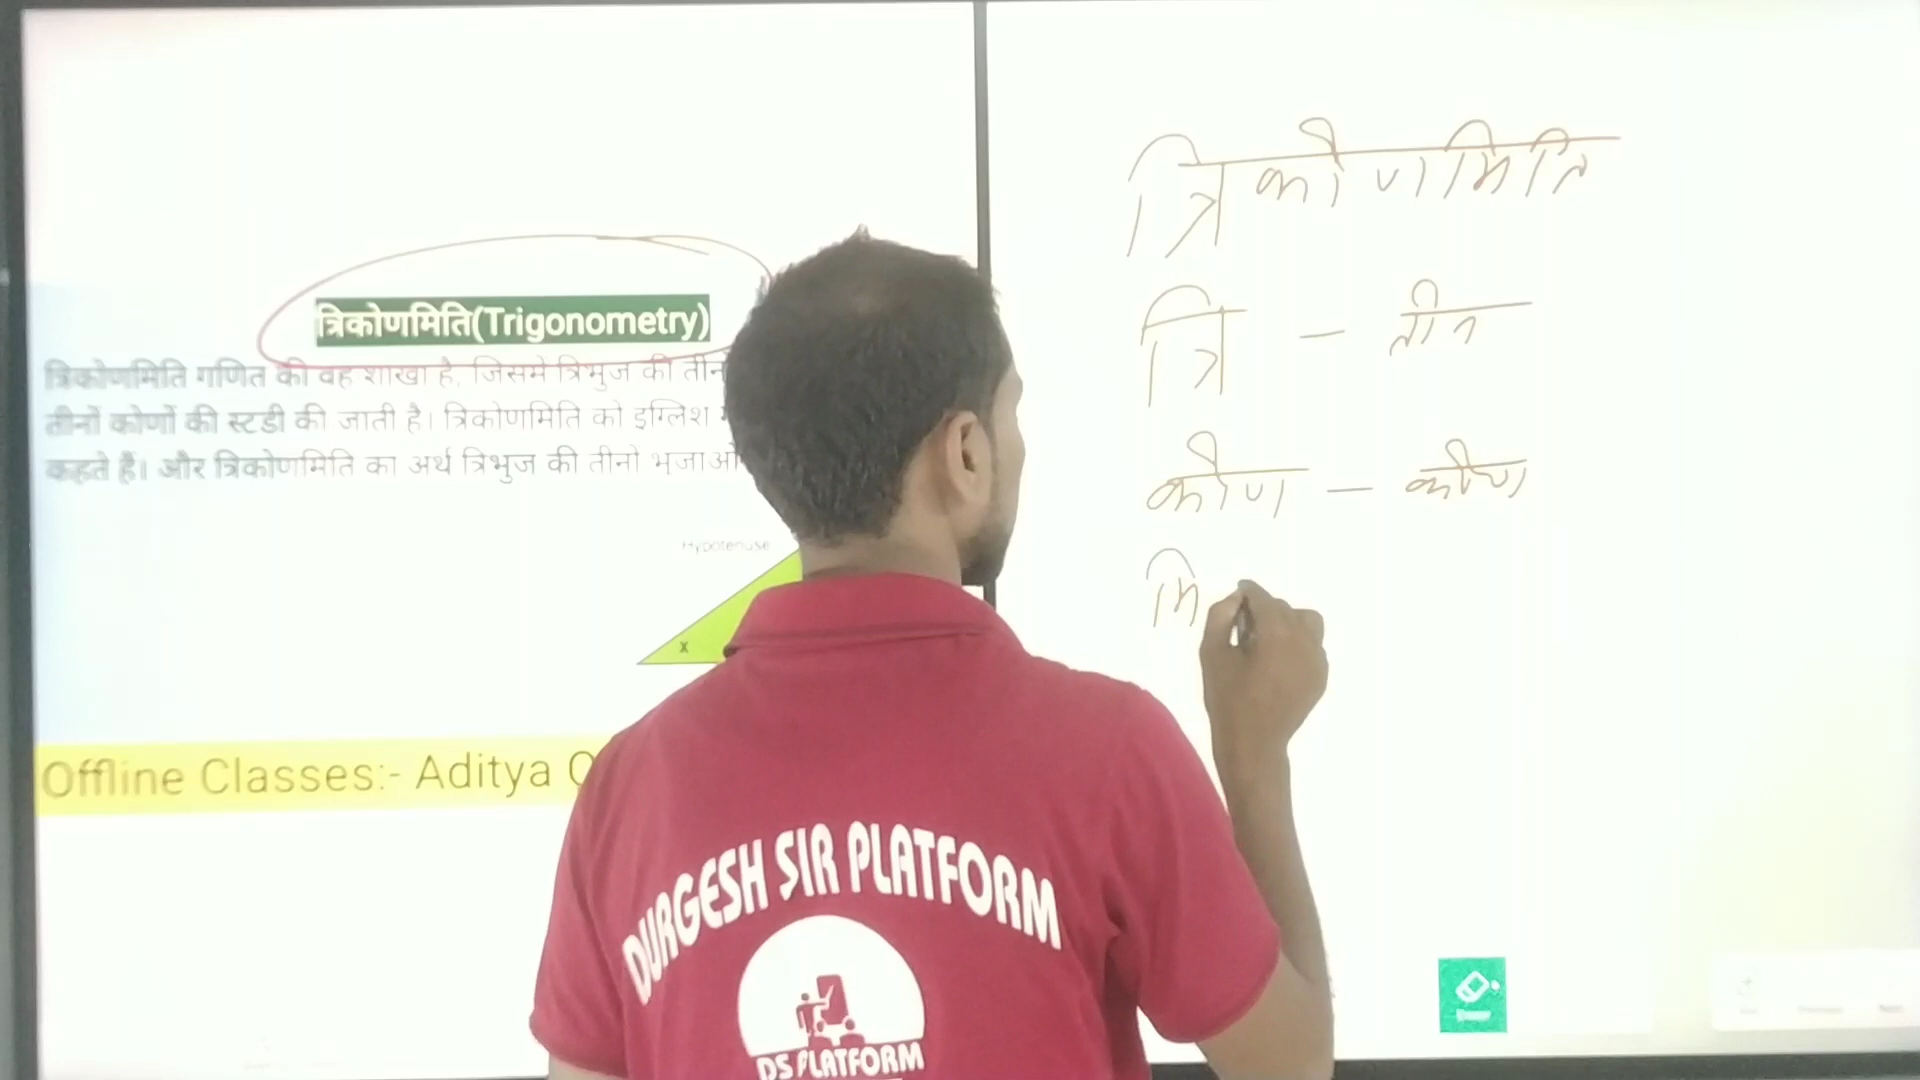 त्रिकोणमिति(Trigonometry)
त्रिकोणमिति गणित की वह शाखा है, जिसमे त्रिभुज की तीन
तीनों कोणों की स्टडी की जाती है। त्रिकोणमिति को इंग्लिश
कहते हैं। और त्रिकोणमिति का अर्थ त्रिभुज की तीनों भुजाओं
Hypotenuse
x
Offline Classes:- Aditya
त्रिकोणमिति
त्रि – तीन
कोण – कोण
मि
DURGESH SIR PLATFORM
DS PLATFORM